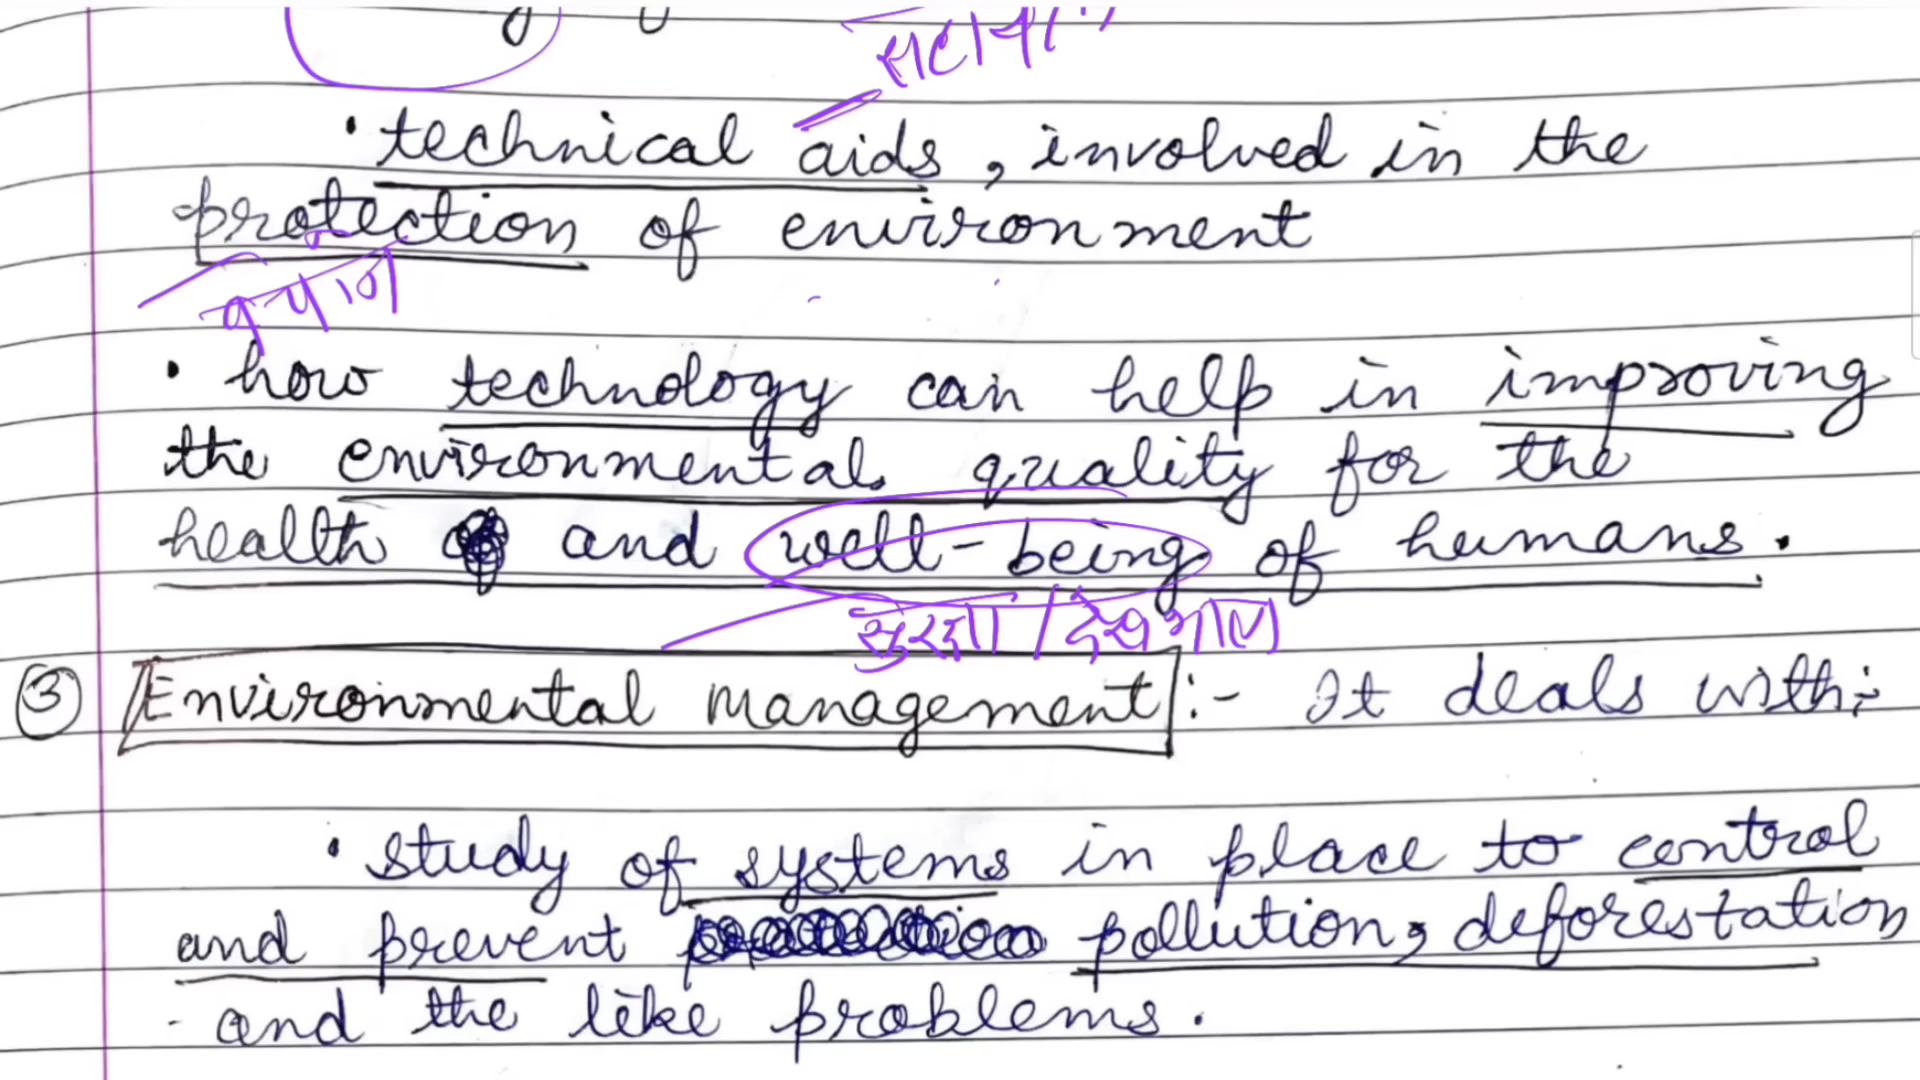 · technical aids, involved in the
protection of environment
· how technology can help in improving
the environmental quality for the
health and well-being of humans.
③ Environmental Management :- It deals with:-
· study of systems in place to control
and prevent pollution, deforestation
and the like problems.